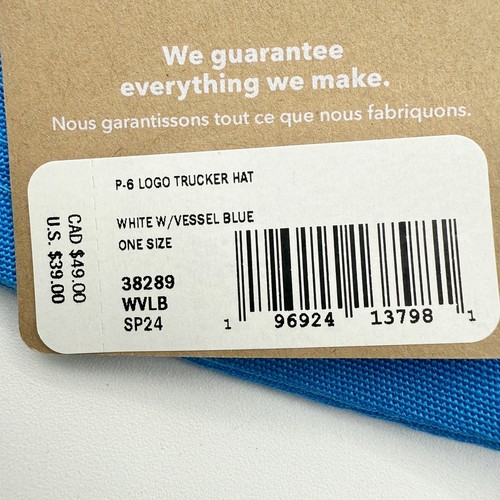 We guarantee
everything we make.
Nous garantissons tout ce que nous fabriquons.
P-6 LOGO TRUCKER HAT
WHITE W/VESSEL BLUE
ONE SIZE
38289
WVLB
SP24
CAD $49.00
U.S. $39.00
1 96924 13798 1